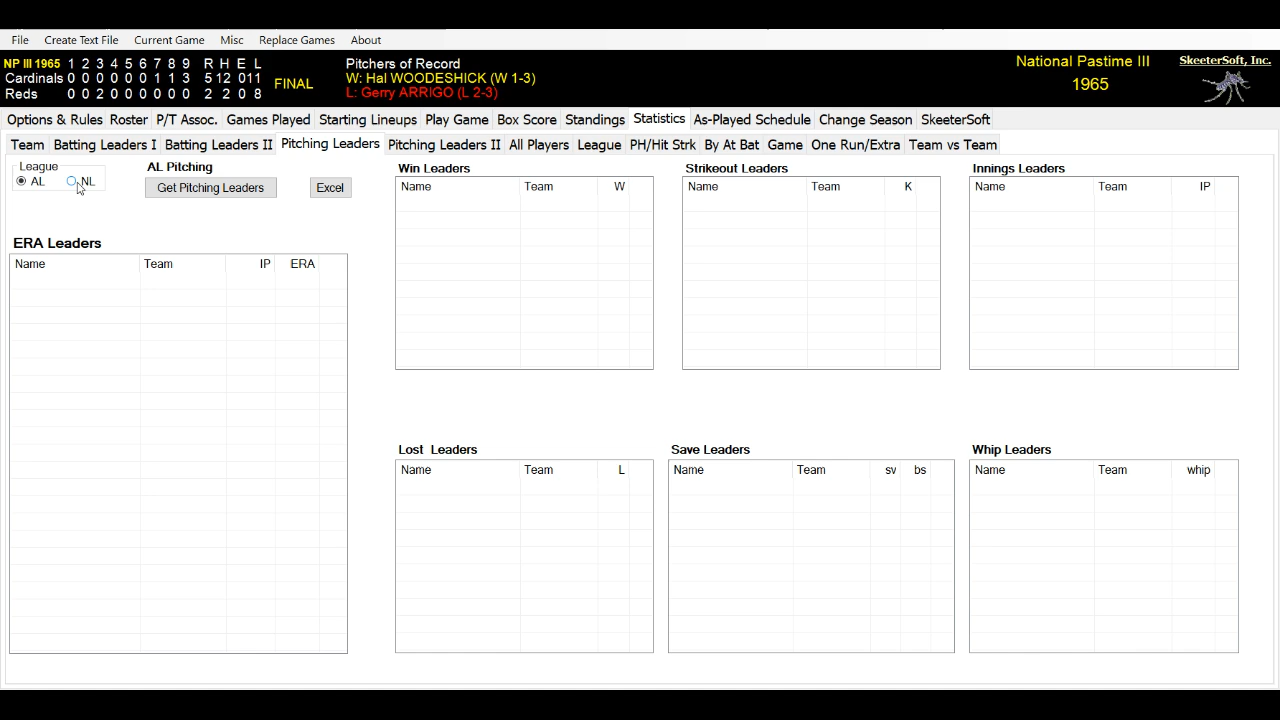 File Create Text File Current Game Misc Replace Games About
NP III 1965 1 2 3 4 5 6 7 8 9 R H E L
Cardinals 0 0 0 0 0 0 1 1 3 5 12 0 11
Reds 0 0 2 0 0 0 0 0 0 2 2 0 8
FINAL
Pitchers of Record
W: Hal WOODESHICK (W 1-3)
L: Gerry ARRIGO (L 2-3)
National Pastime III
1965
SkeeterSoft, Inc.
Options & Rules Roster P/T Assoc. Games Played Starting Lineups Play Game Box Score Standings Statistics As-Played Schedule Change Season SkeeterSoft
Team Batting Leaders I Batting Leaders II Pitching Leaders Pitching Leaders II All Players League PH/Hit Strk By At Bat Game One Run/Extra Team vs Team
League
AL NL
AL Pitching
Get Pitching Leaders Excel
ERA Leaders
Name Team IP ERA
Win Leaders
Name Team W
Strikeout Leaders
Name Team K
Innings Leaders
Name Team IP
Lost Leaders
Name Team L
Save Leaders
Name Team sv bs
Whip Leaders
Name Team whip